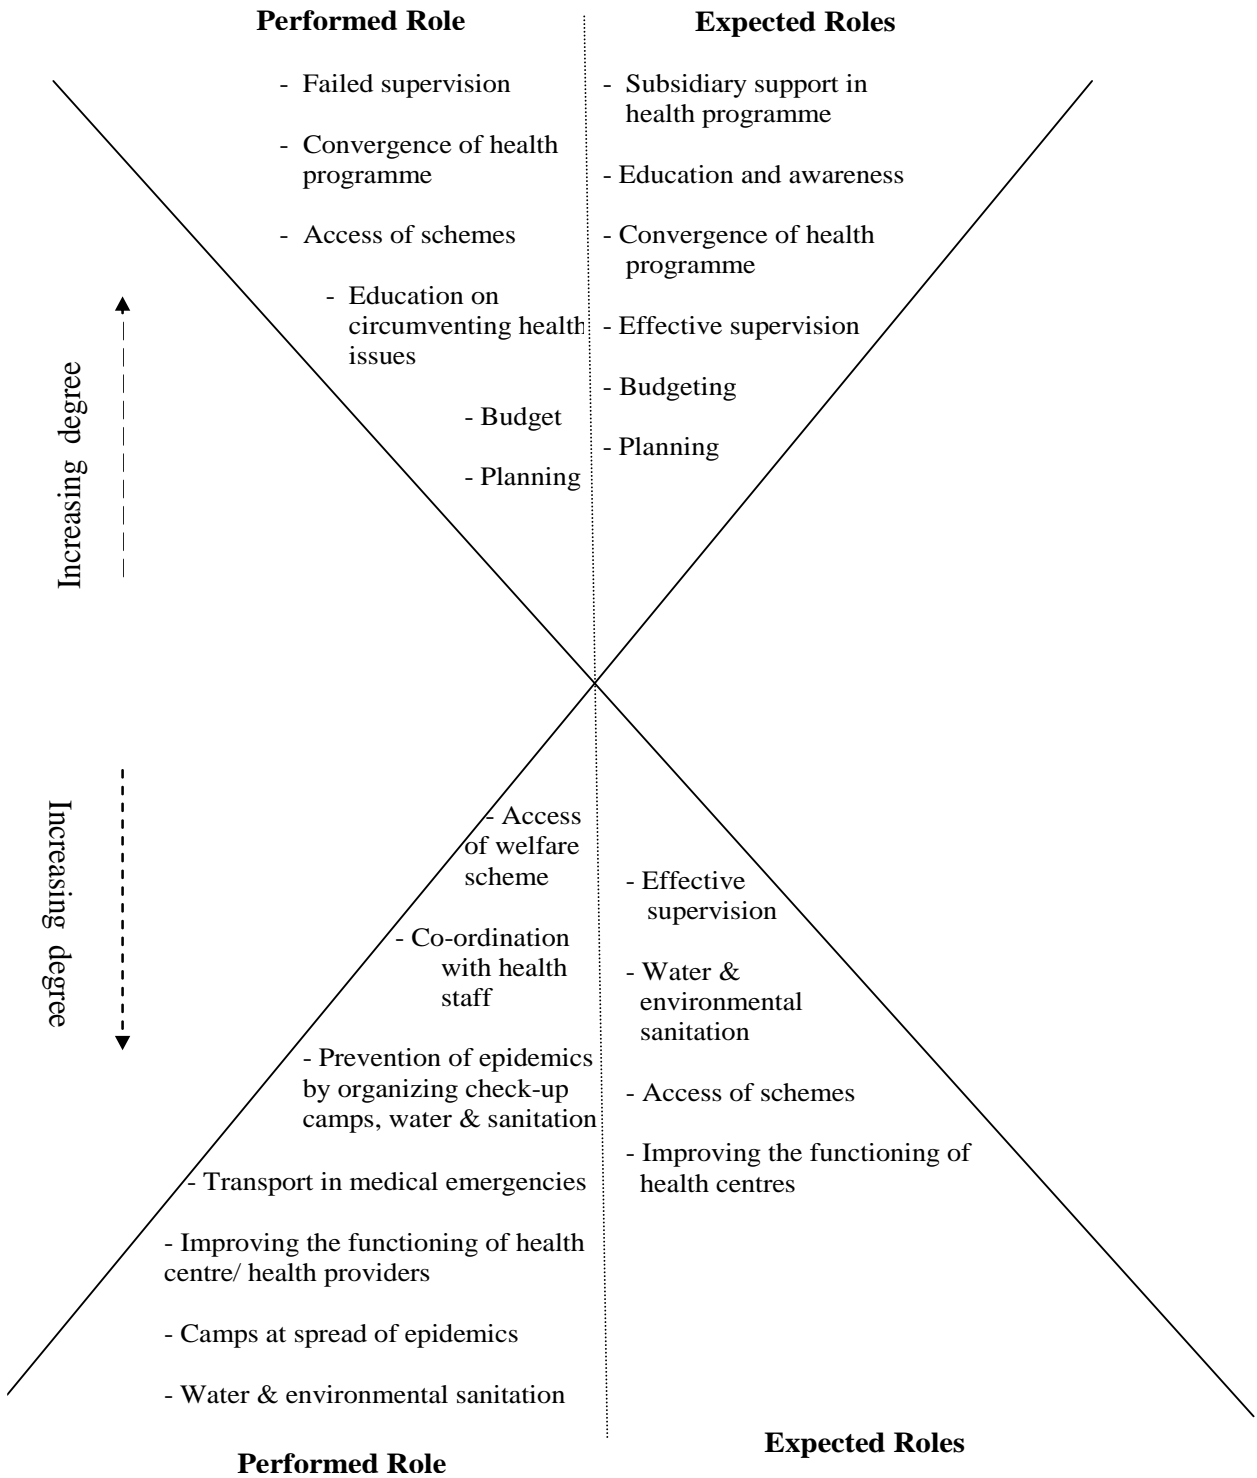 Performed Role
Expected Roles
- Failed supervision
- Convergence of health
programme
- Access of schemes
- Education on
circumventing health
issues
- Budget
- Planning
- Subsidiary support in
health programme
- Education and awareness
- Convergence of health
programme
- Effective supervision
- Budgeting
- Planning
Increasing degree
Increasing degree
- Access
of welfare
scheme
- Co-ordination
with health
staff
- Prevention of epidemics
by organizing check-up
camps, water & sanitation
- Transport in medical emergencies
- Improving the functioning of health
centre/ health providers
- Camps at spread of epidemics
- Water & environmental sanitation
- Effective
supervision
- Water &
environmental
sanitation
- Access of schemes
- Improving the functioning of
health centres
Performed Role
Expected Roles